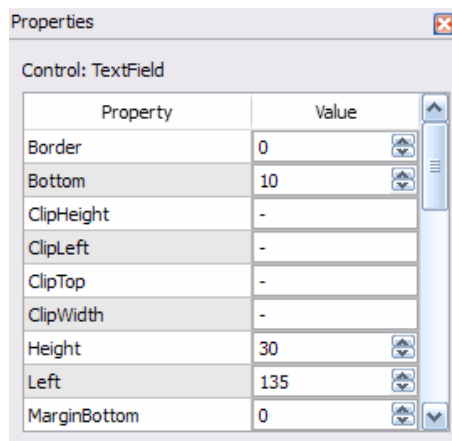 Properties
Control: TextField
Property Value
Border 0
Bottom 10
ClipHeight -
ClipLeft -
ClipTop -
ClipWidth -
Height 30
Left 135
MarginBottom 0